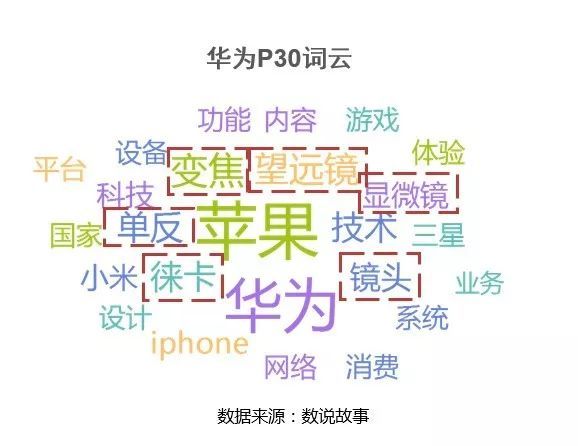 华为P30词云
功能 内容 游戏
设备 变焦 望远镜 体验
平台 科技 显微镜
国家 单反 苹果 技术 三星
小米 徕卡 华为 镜头 业务
设计 系统
iphone 网络 消费
数据来源：数说故事